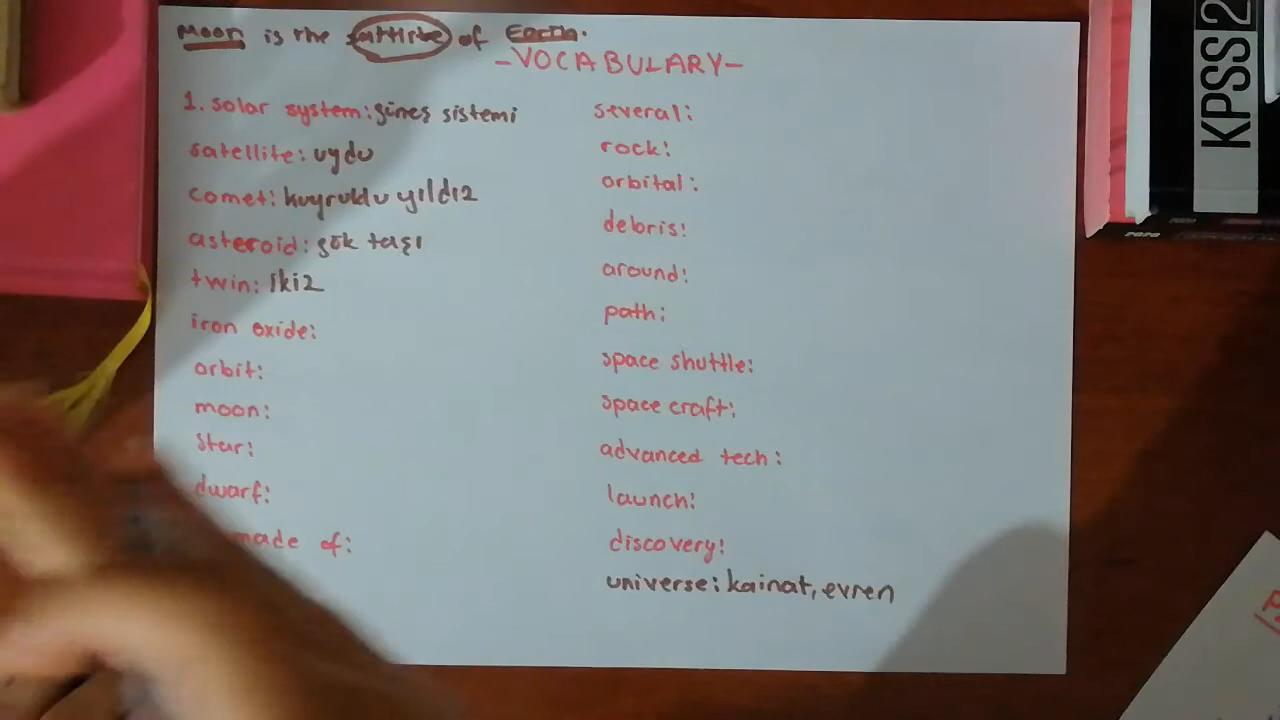 Moon is the sattlite of Earth.
-VOCABULARY-
1. solar system: güneş sistemi
satellite: uydu
comet: kuyruklu yıldız
asteroid: gök taşı
twin: ikiz
iron oxide:
orbit:
moon:
star:
dwarf:
made of:
several:
rock:
orbital:
debris:
around:
path:
space shuttle:
space craft:
advanced tech:
launch:
discovery:
universe: kainat, evren
KPSS 2